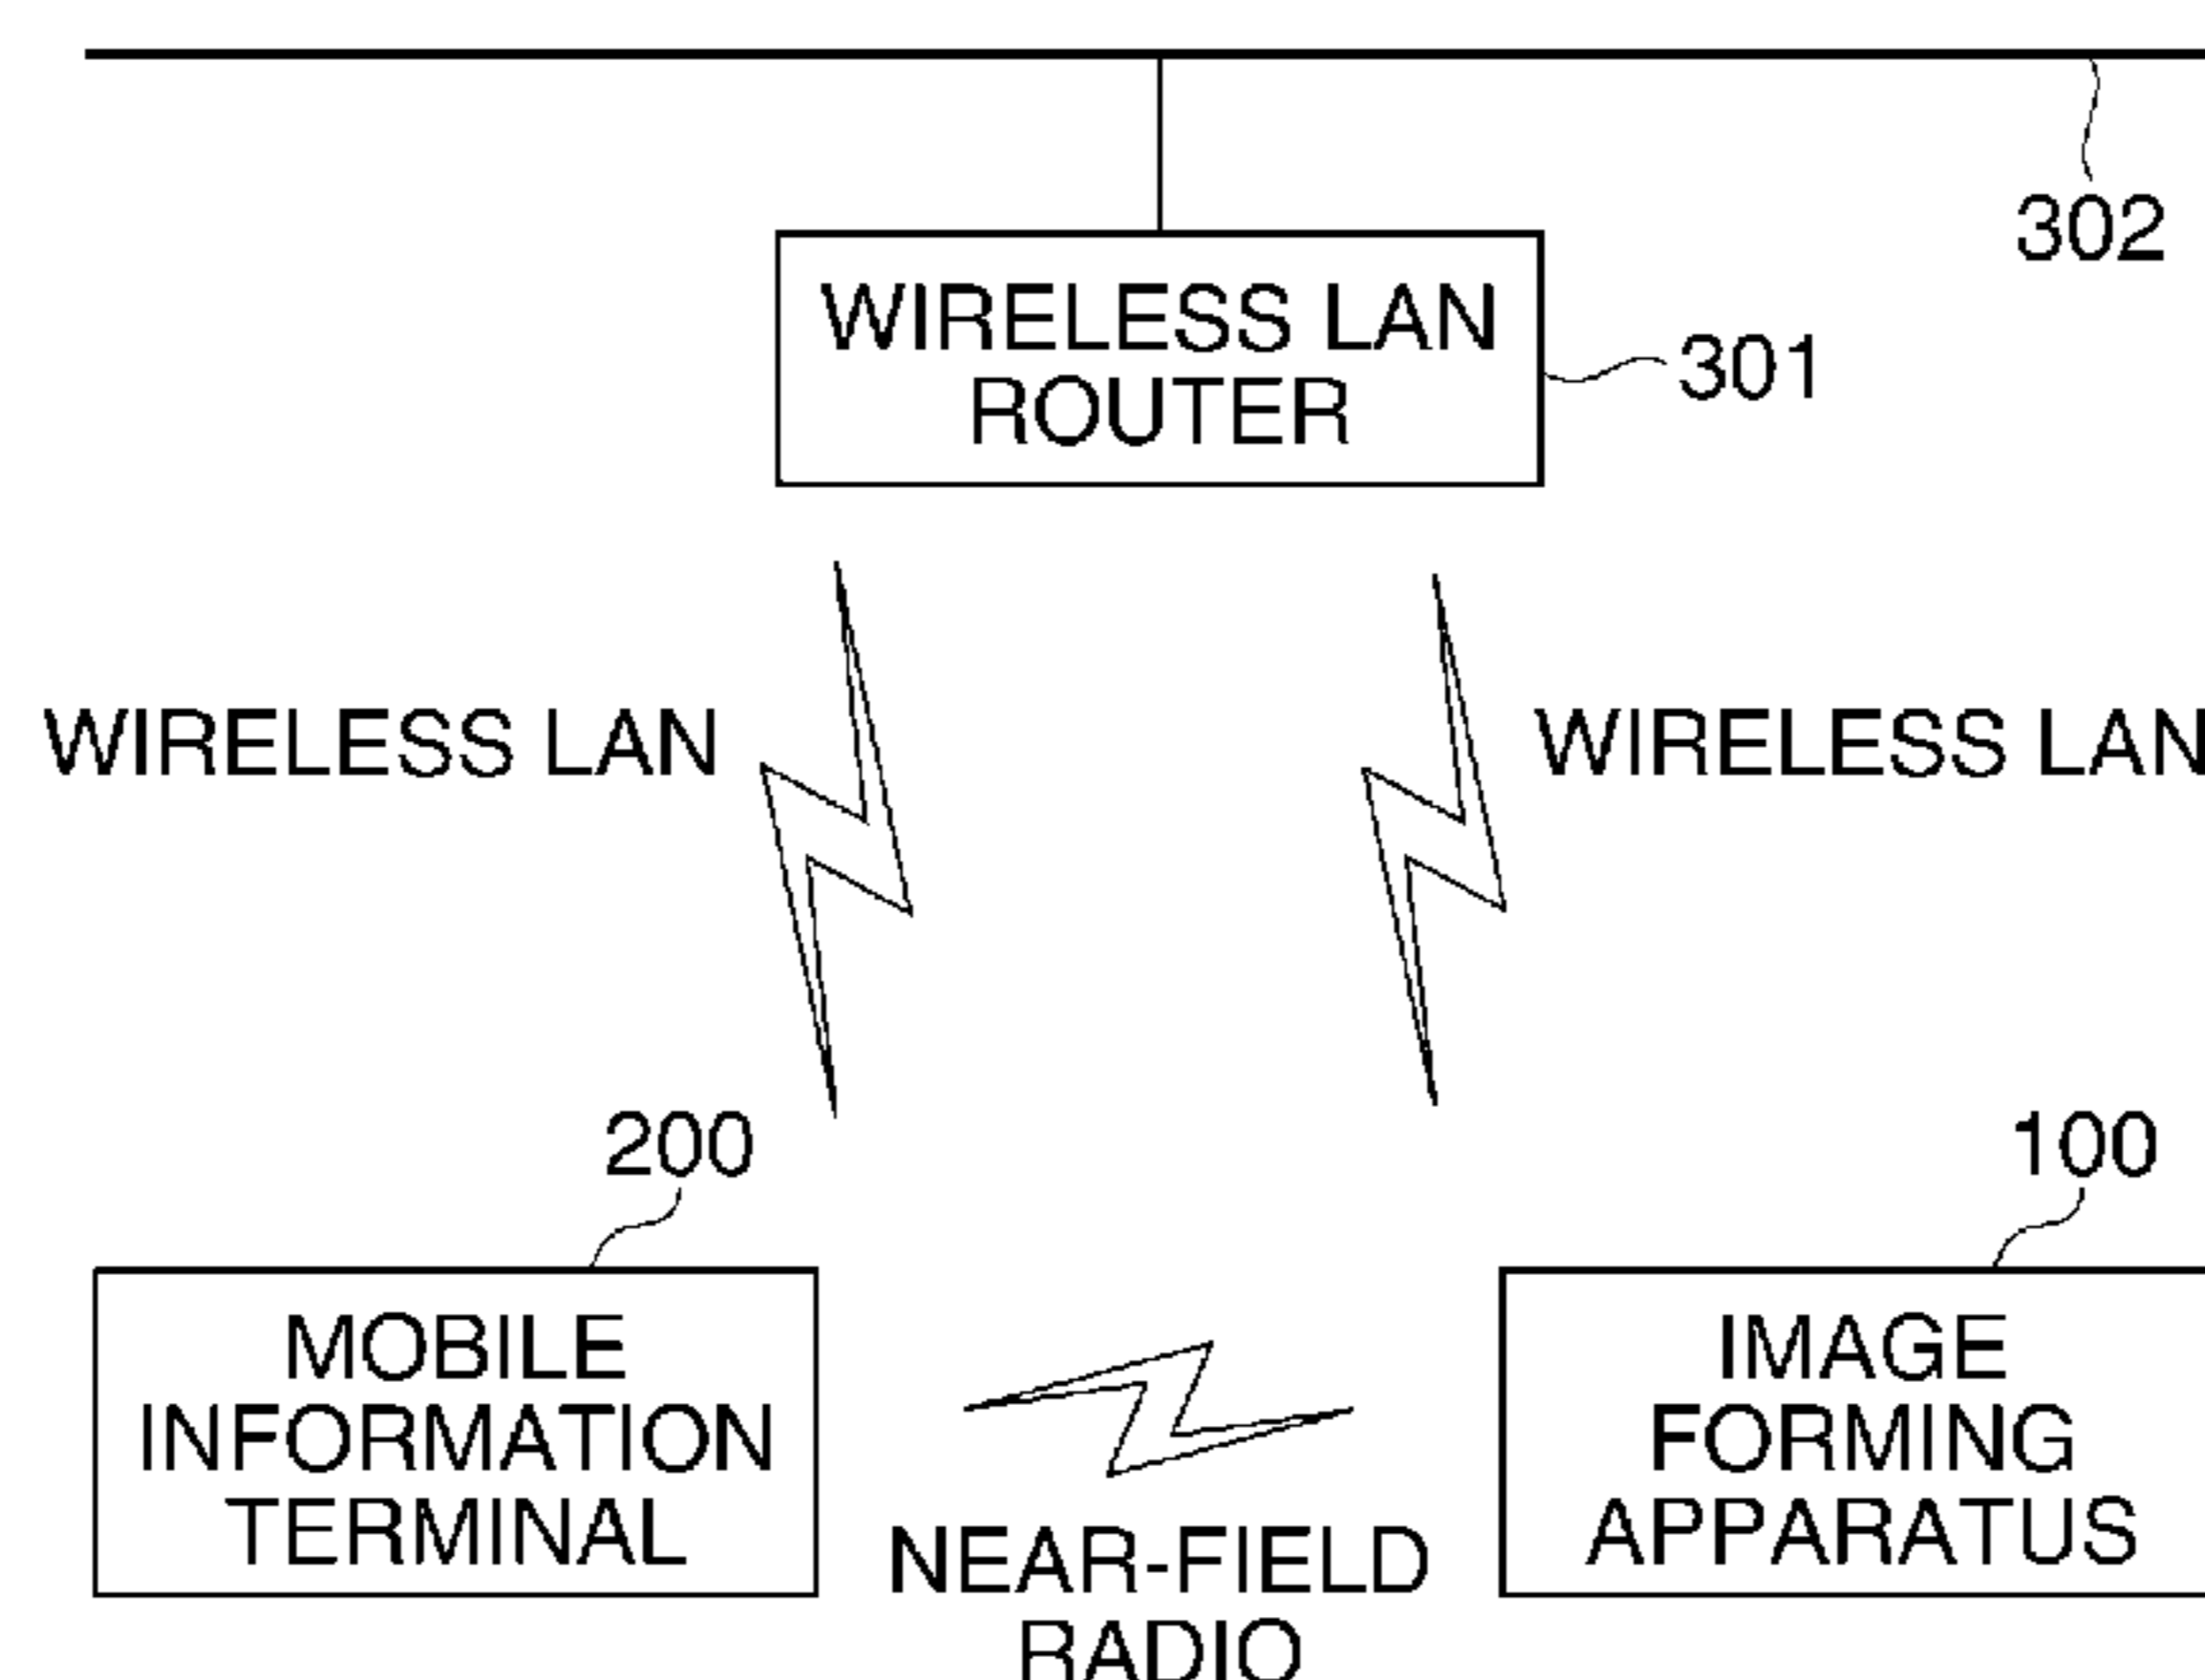 302
WIRELESS LAN
ROUTER
301
WIRELESS LAN
WIRELESS LAN
200
100
MOBILE
INFORMATION
TERMINAL
IMAGE
FORMING
APPARATUS
NEAR-FIELD
RADIO